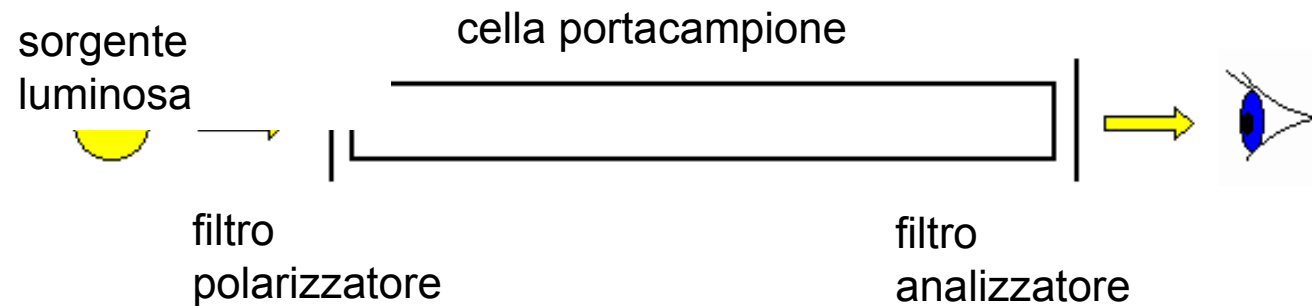 sorgente
luminosa
cella portacampione
filtro
polarizzatore
filtro
analizzatore